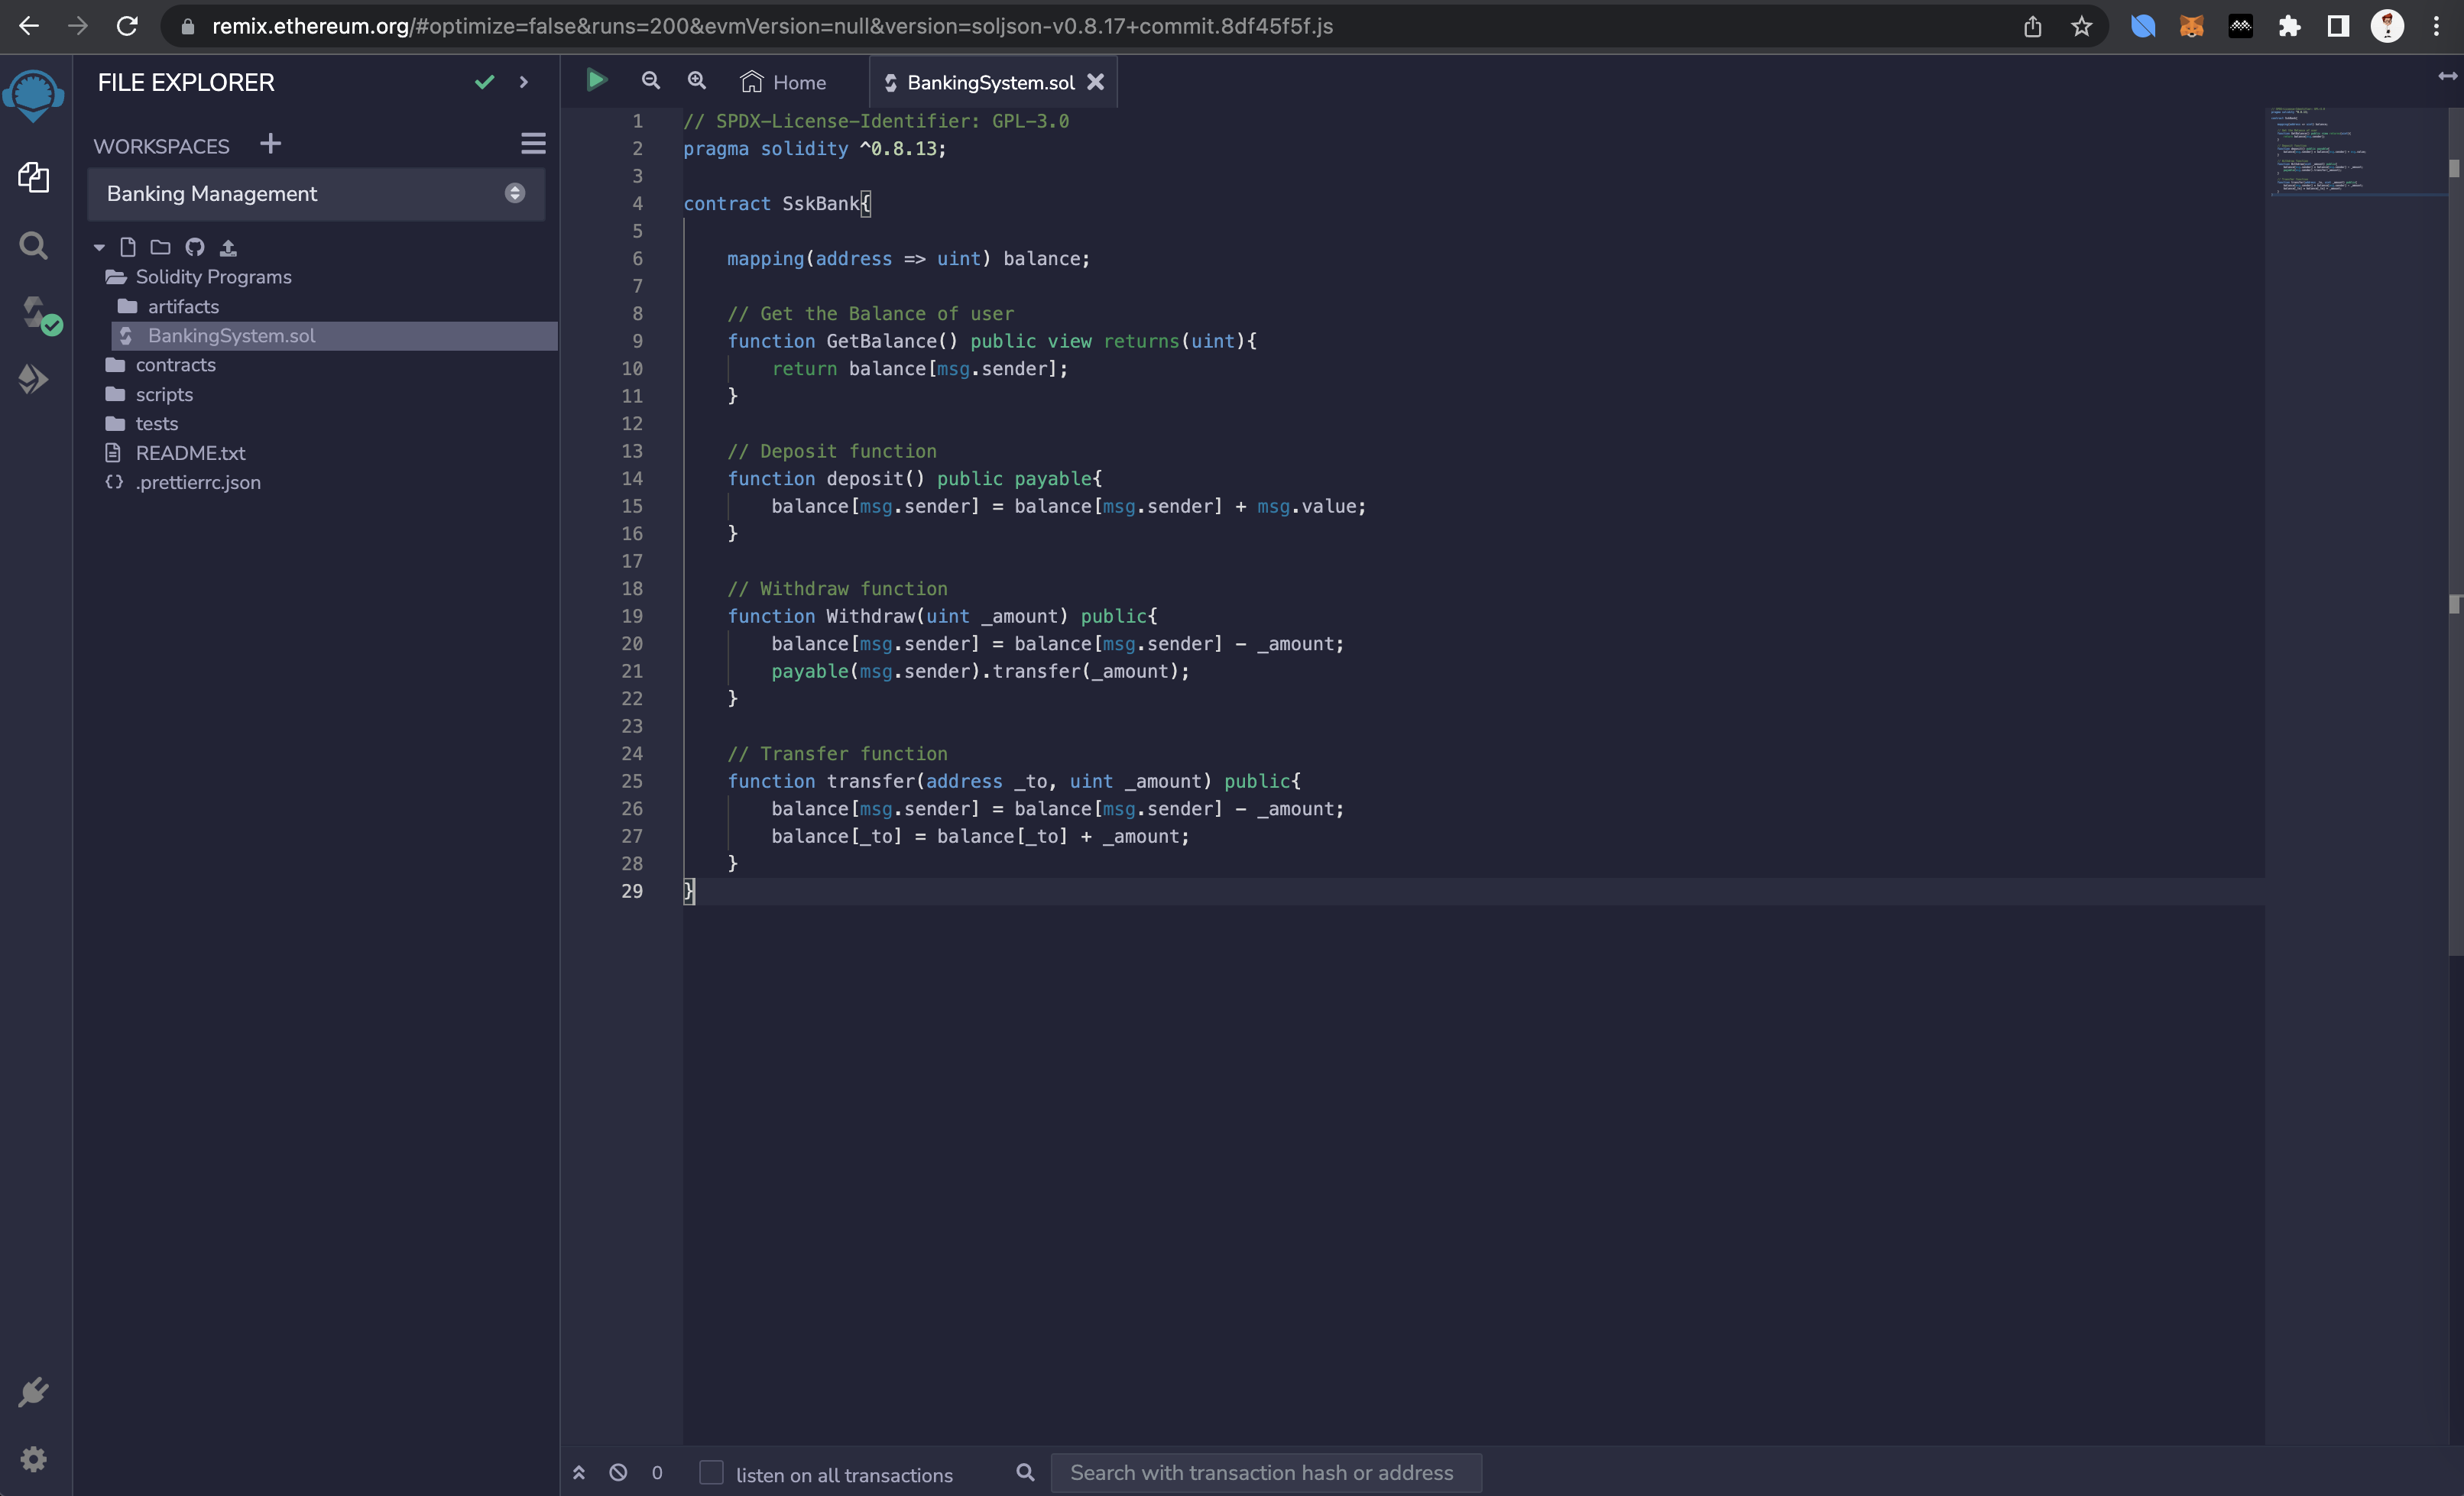 remix.ethereum.org/#optimize=false&runs=200&evmVersion=null&version=soljson-v0.8.17+commit.8df45f5f.js
FILE EXPLORER
WORKSPACES
Banking Management
Solidity Programs
artifacts
BankingSystem.sol
contracts
scripts
tests
README.txt
.prettierrc.json
Home
BankingSystem.sol
1 // SPDX-License-Identifier: GPL-3.0
2 pragma solidity ^0.8.13;
3
4 contract SskBank{
5
6     mapping(address => uint) balance;
7
8     // Get the Balance of user
9     function GetBalance() public view returns(uint){
10         return balance[msg.sender];
11     }
12
13     // Deposit function
14     function deposit() public payable{
15         balance[msg.sender] = balance[msg.sender] + msg.value;
16     }
17
18     // Withdraw function
19     function Withdraw(uint _amount) public{
20         balance[msg.sender] = balance[msg.sender] - _amount;
21         payable(msg.sender).transfer(_amount);
22     }
23
24     // Transfer function
25     function transfer(address _to, uint _amount) public{
26         balance[msg.sender] = balance[msg.sender] - _amount;
27         balance[_to] = balance[_to] + _amount;
28     }
29 }
0
listen on all transactions
Search with transaction hash or address